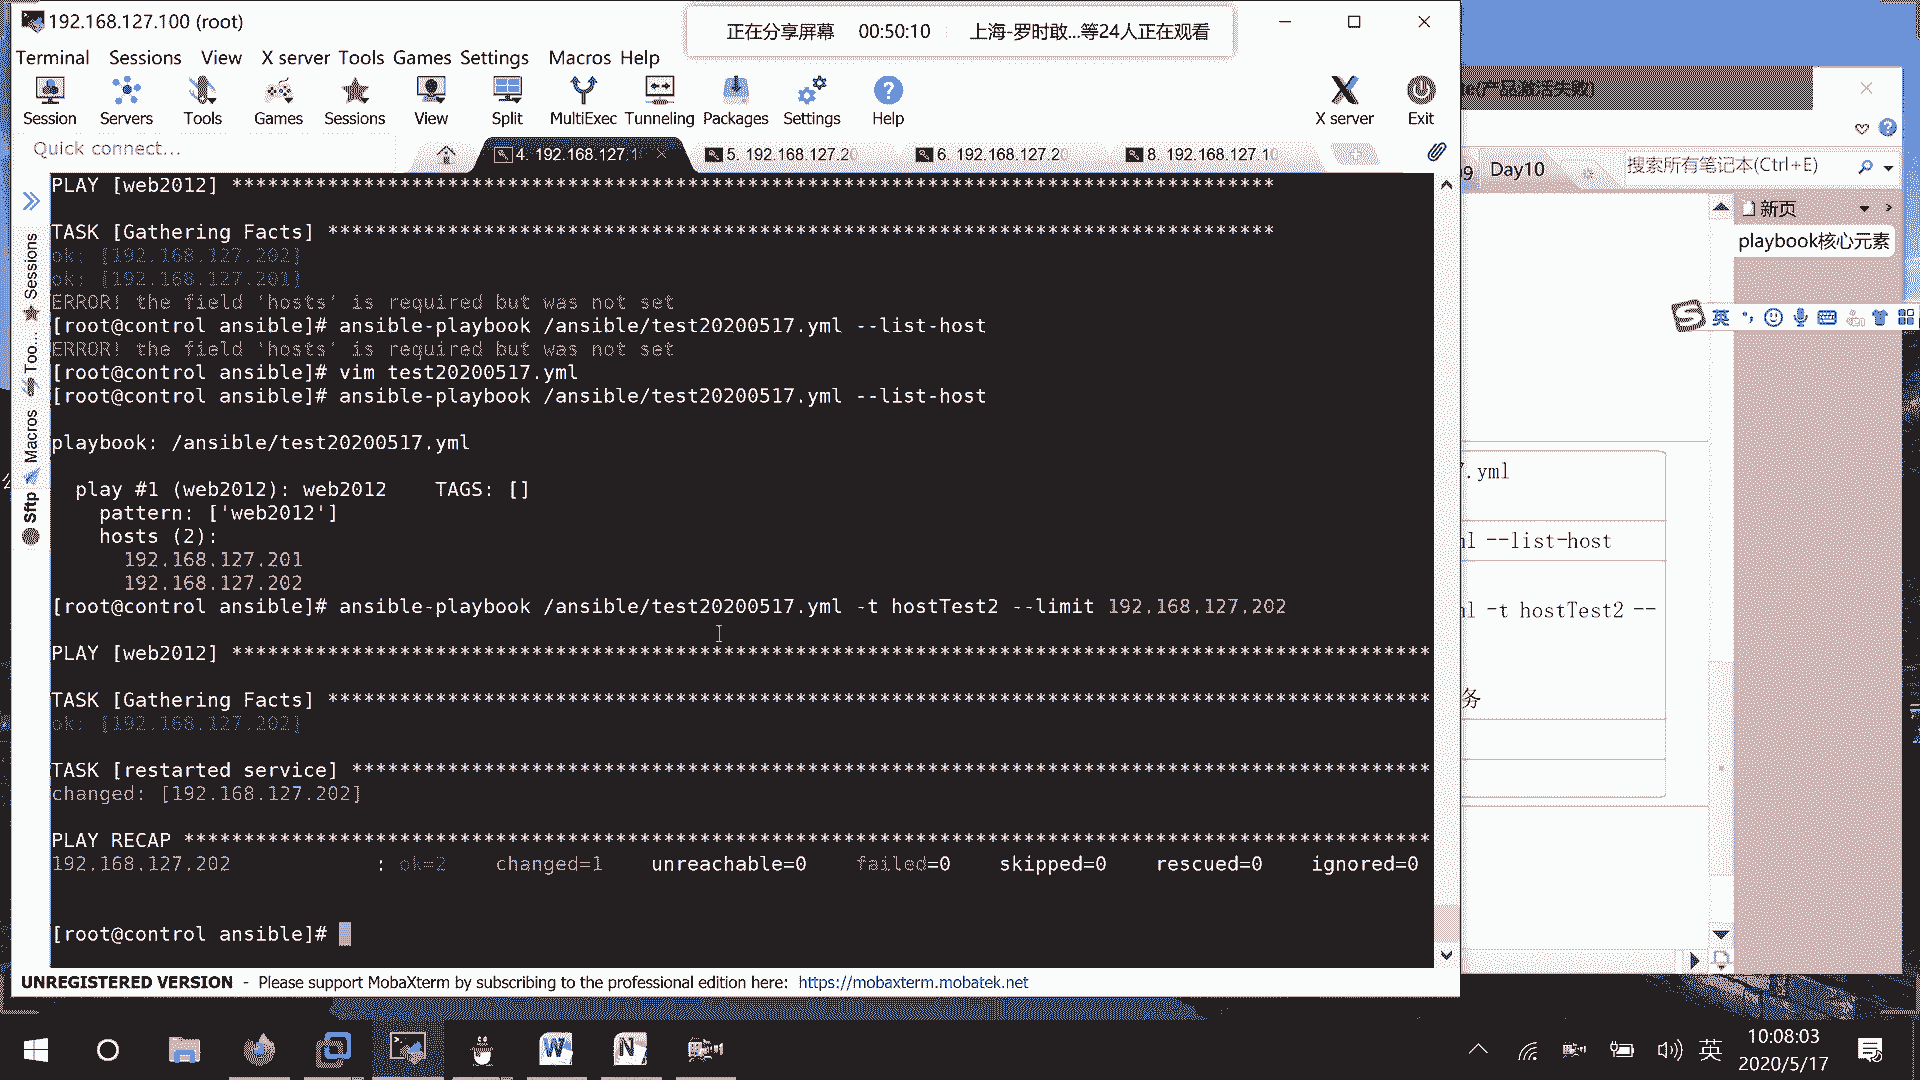 192.168.127.100 (root)
正在分享屏幕 00:50:10 上海-罗时敢...等24人正在观看
Terminal Sessions View X server Tools Games Settings Macros Help
Session Servers Tools Games Sessions View Split MultiExec Tunneling Packages Settings Help X server Exit
Quick connect...
4. 192.168.127.1 5. 192.168.127.20 6. 192.168.127.20 8. 192.168.127.10
PLAY [web2012] **************************************************************************************
TASK [Gathering Facts] ******************************************************************************
ok: [192.168.127.202]
ok: [192.168.127.201]
ERROR! the field 'hosts' is required but was not set
[root@control ansible]# ansible-playbook /ansible/test20200517.yml --list-host
ERROR! the field 'hosts' is required but was not set
[root@control ansible]# vim test20200517.yml
[root@control ansible]# ansible-playbook /ansible/test20200517.yml --list-host
playbook: /ansible/test20200517.yml
play #1 (web2012): web2012 TAGS: []
pattern: ['web2012']
hosts (2):
192.168.127.201
192.168.127.202
[root@control ansible]# ansible-playbook /ansible/test20200517.yml -t hostTest2 --limit 192.168.127.202
PLAY [web2012] ***************************************************************************************************
TASK [Gathering Facts] *******************************************************************************************
ok: [192.168.127.202]
TASK [restarted service] *****************************************************************************************
changed: [192.168.127.202]
PLAY RECAP *******************************************************************************************************
192.168.127.202 : ok=2 changed=1 unreachable=0 failed=0 skipped=0 rescued=0 ignored=0
[root@control ansible]#
Sessions
Too...
Macros
Sftp
UNREGISTERED VERSION - Please support MobaXterm by subscribing to the professional edition here: https://mobaxterm.mobatek.net
(产品激活失败)
Day10
搜索所有笔记本(Ctrl+E)
新页
playbook核心元素
英
.yml
--list-host
-t hostTest2 --
务
英
10:08:03
2020/5/17